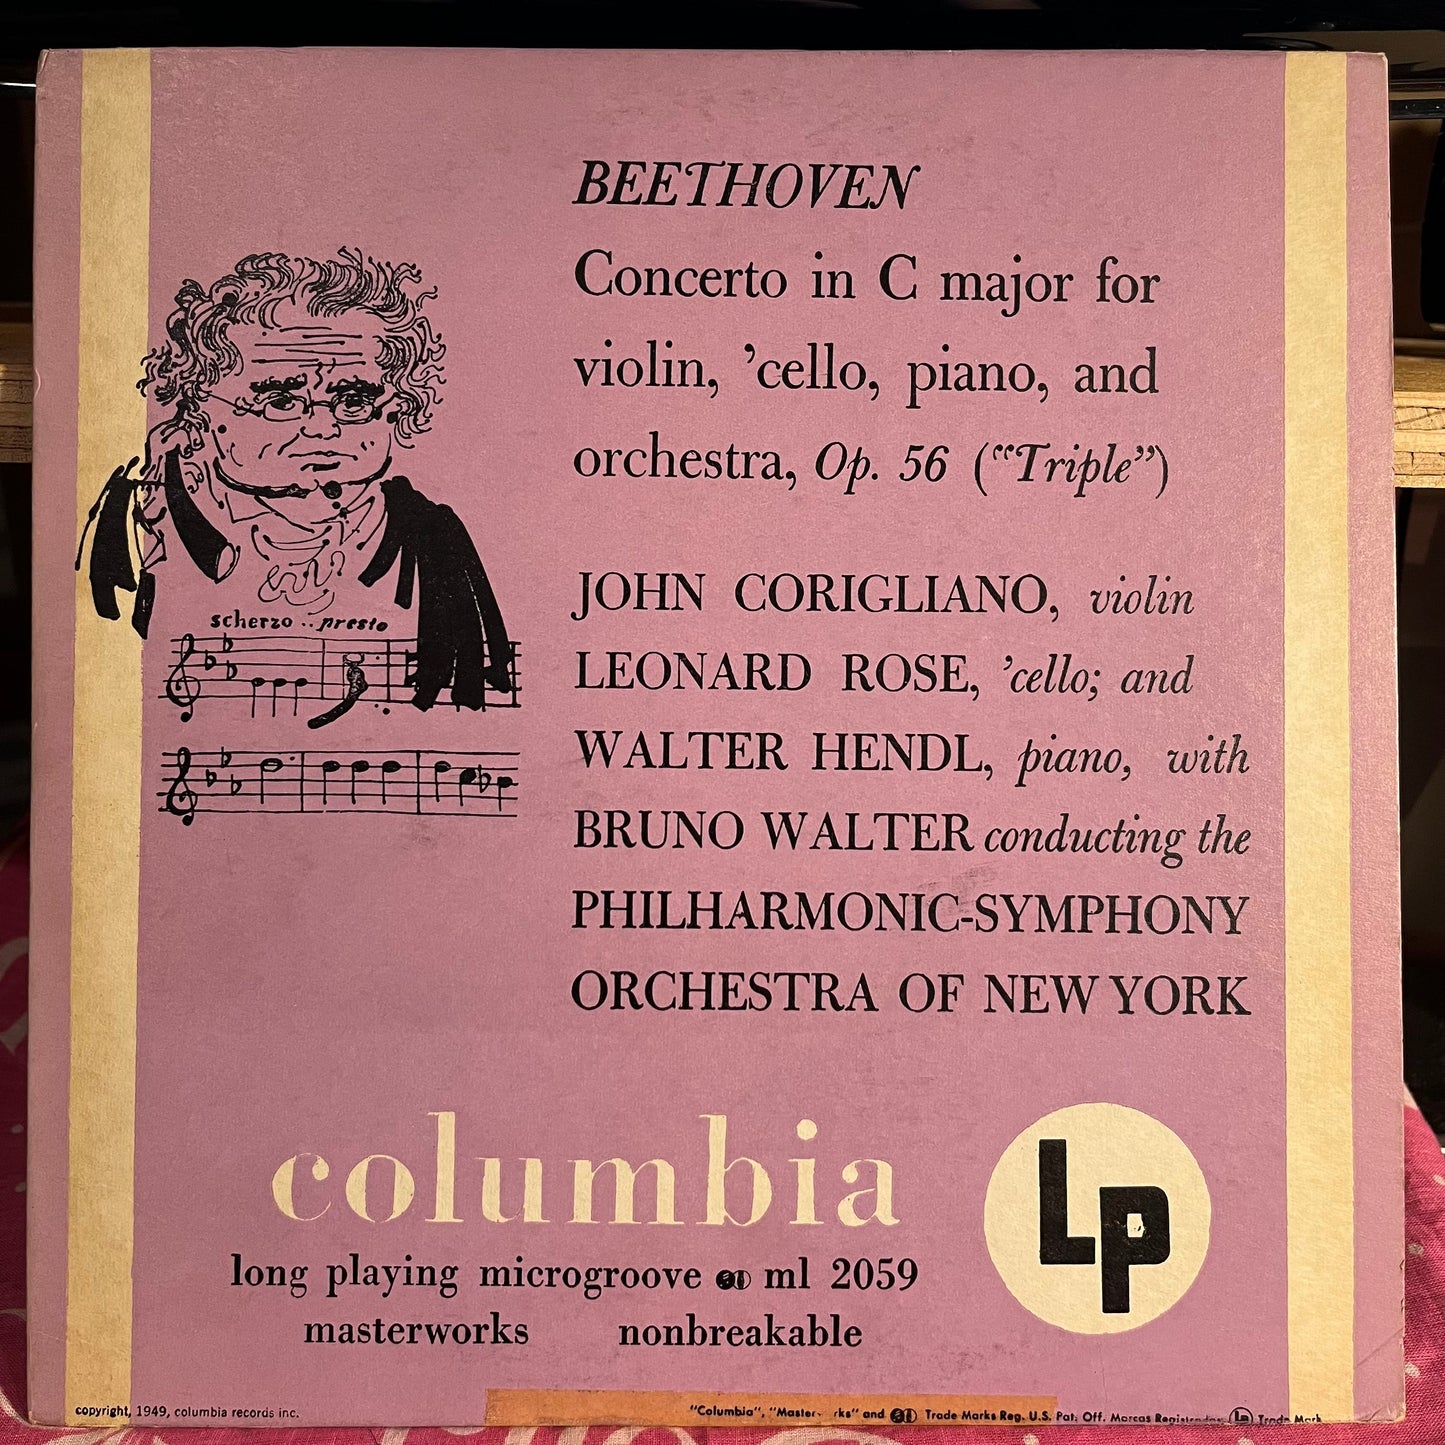 BEETHOVEN
Concerto in C major for
violin, ’cello, piano, and
orchestra, Op. 56 (“Triple”)
JOHN CORIGLIANO, violin
LEONARD ROSE, ’cello; and
WALTER HENDL, piano, with
BRUNO WALTER conducting the
PHILHARMONIC-SYMPHONY
ORCHESTRA OF NEW YORK
scherzo .. presto
columbia
LP
long playing microgroove ml 2059
masterworks nonbreakable
copyright, 1949, columbia records inc.
"Columbia", and Trade Marks Reg. U.S. Pat. Off. Marcas Trade Mark